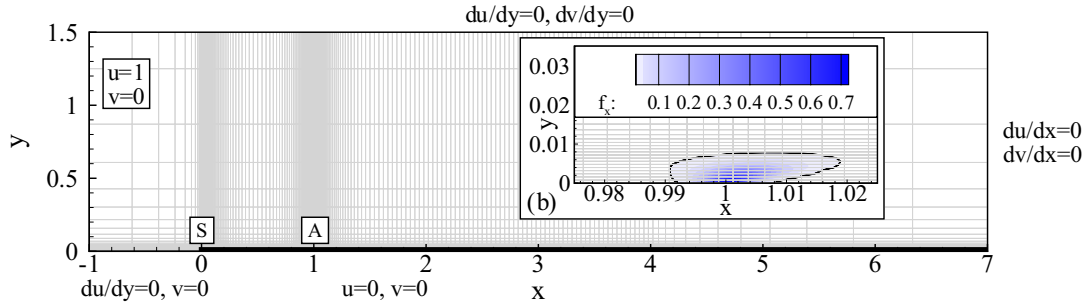 du/dy=0, dv/dy=0
1.5
1
0.5
0
y
u=1
v=0
S
A
0.03
0.02
0.01
0
y
f_x:
0.1 0.2 0.3 0.4 0.5 0.6 0.7
0.98 0.99 1 1.01 1.02
(b)
x
du/dx=0
dv/dx=0
-1 0 1 2 3 4 5 6 7
du/dy=0, v=0
u=0, v=0
x